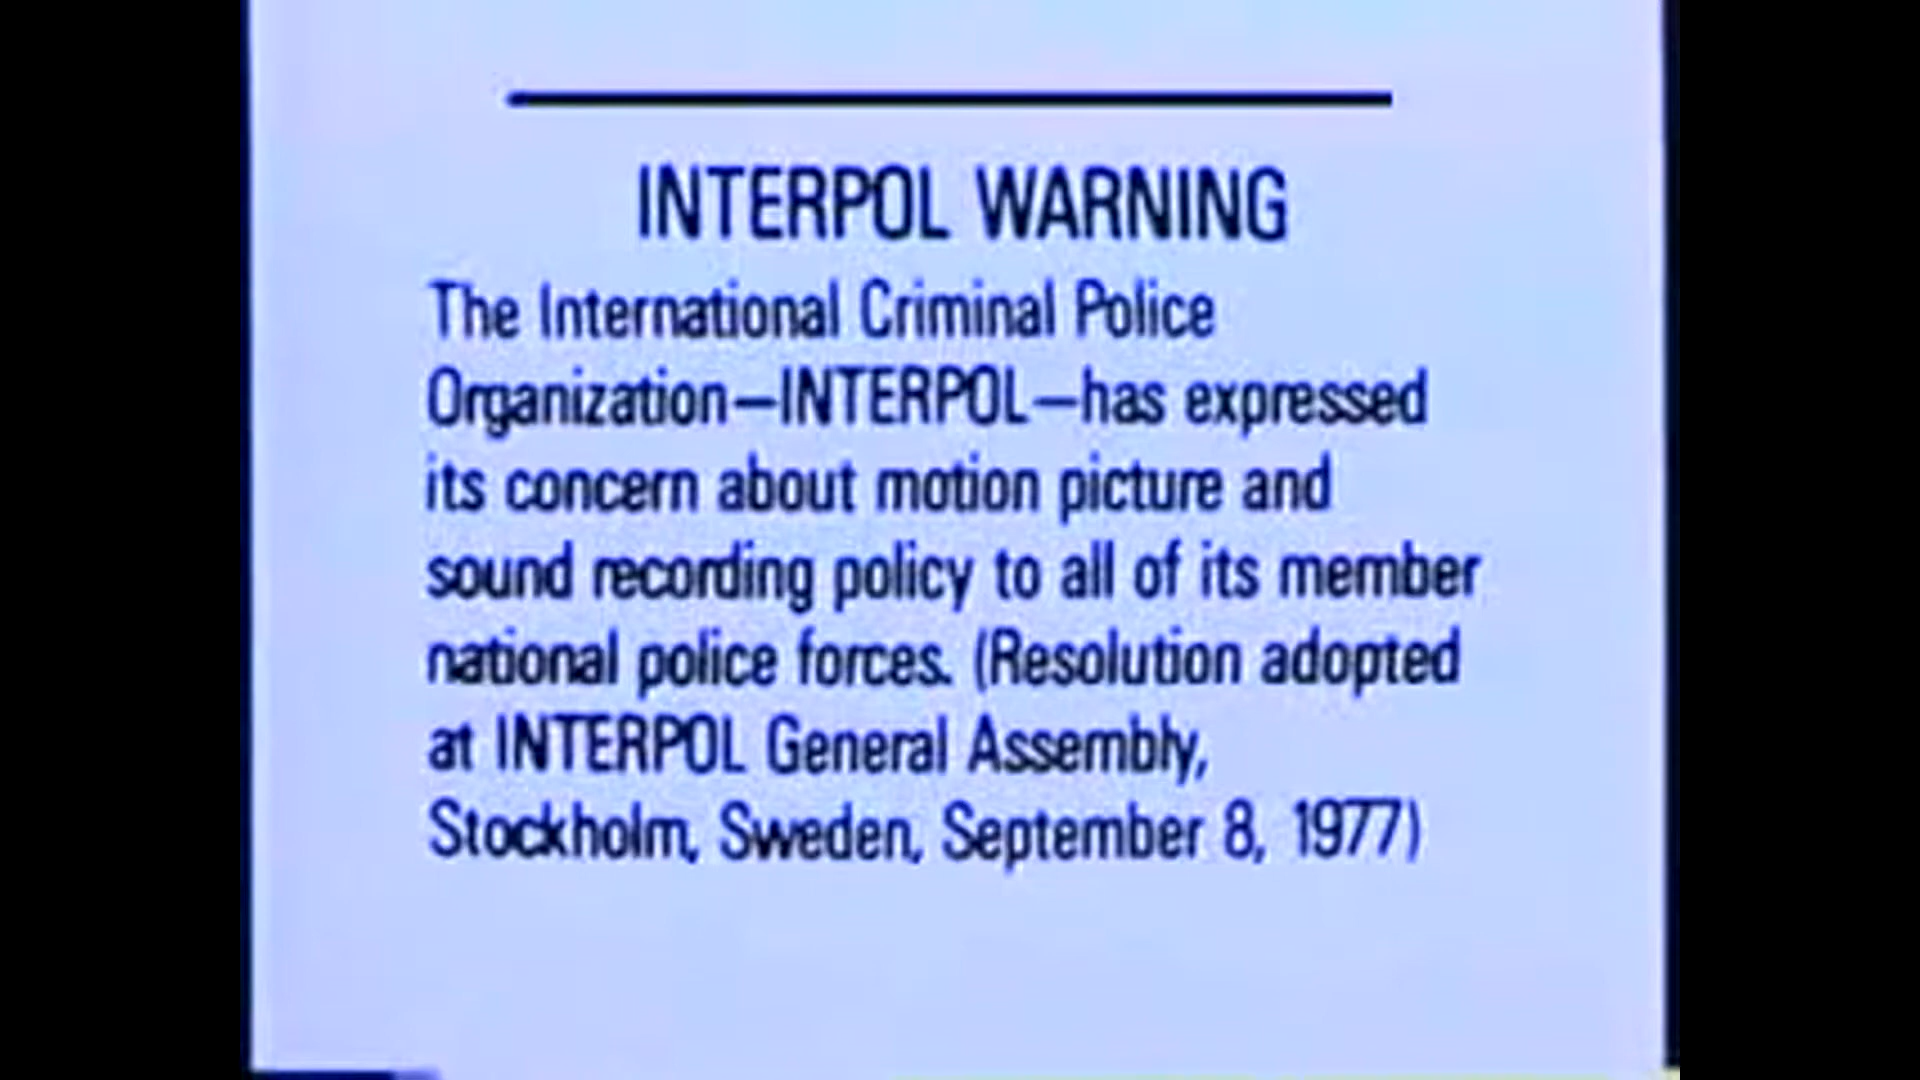 INTERPOL WARNING
The International Criminal Police
Organization—INTERPOL—has expressed
its concern about motion picture and
sound recording policy to all of its member
national police forces. (Resolution adopted
at INTERPOL General Assembly,
Stockholm, Sweden, September 8, 1977)